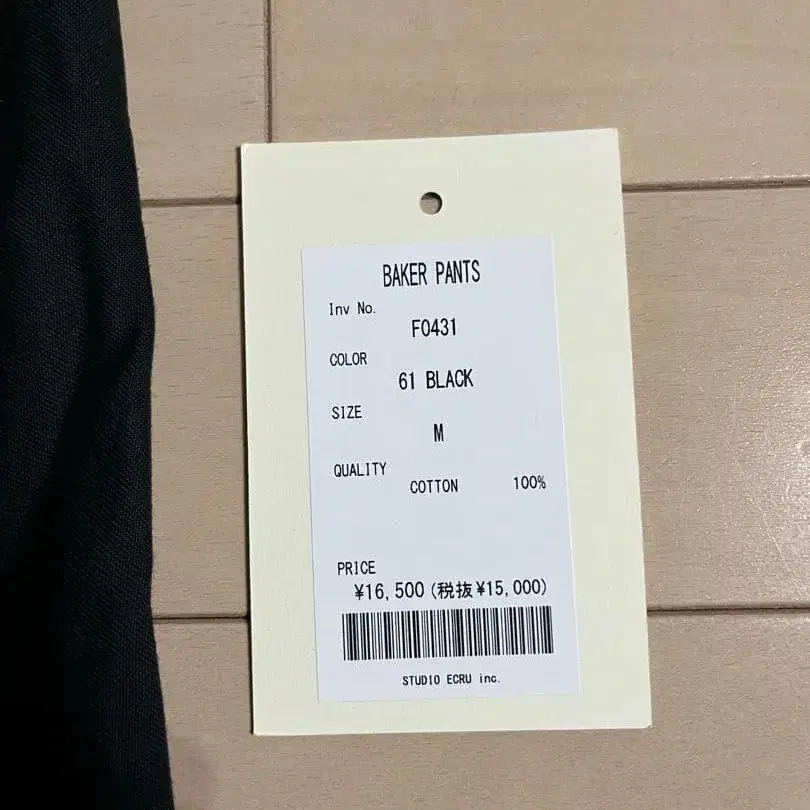 BAKER PANTS
Inv No.
F0431
COLOR
61 BLACK
SIZE
M
QUALITY
COTTON 100%
PRICE
¥16,500(税抜¥15,000)
STUDIO ECRU inc.